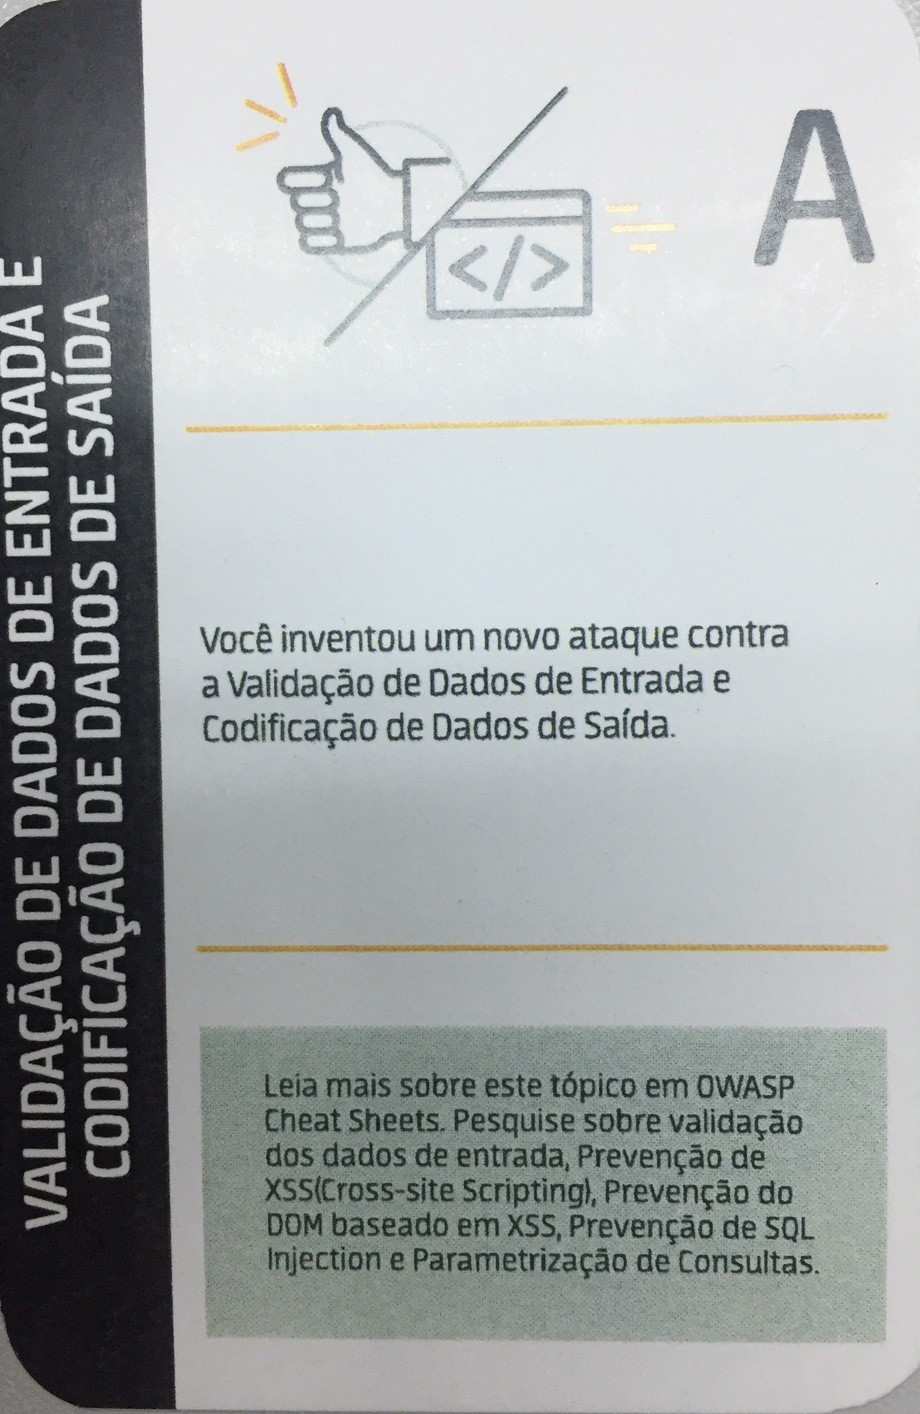 VALIDAÇÃO DE DADOS DE ENTRADA E
CODIFICAÇÃO DE DADOS DE SAÍDA
</>
A
Você inventou um novo ataque contra
a Validação de Dados de Entrada e
Codificação de Dados de Saída.
Leia mais sobre este tópico em OWASP
Cheat Sheets. Pesquise sobre validação
dos dados de entrada, Prevenção de
XSS(Cross-site Scripting), Prevenção do
DOM baseado em XSS, Prevenção de SQL
Injection e Parametrização de Consultas.